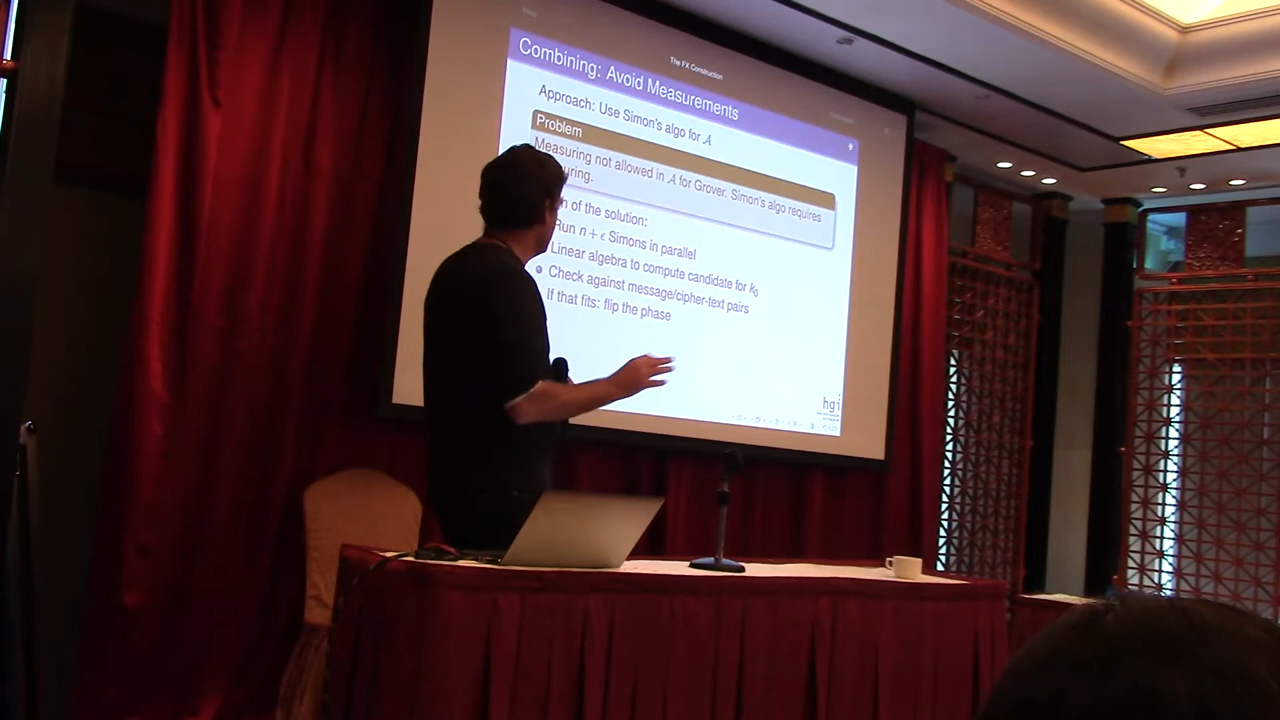 The FX Construction
Combining: Avoid Measurements
Approach: Use Simon's algo for 𝒜
Problem
Measuring not allowed in 𝒜 for Grover. Simon's algo requires
uring.
h of the solution:
Run n + ϵ Simons in parallel
Linear algebra to compute candidate for k₀
Check against message/cipher-text pairs
If that fits: flip the phase
hgi